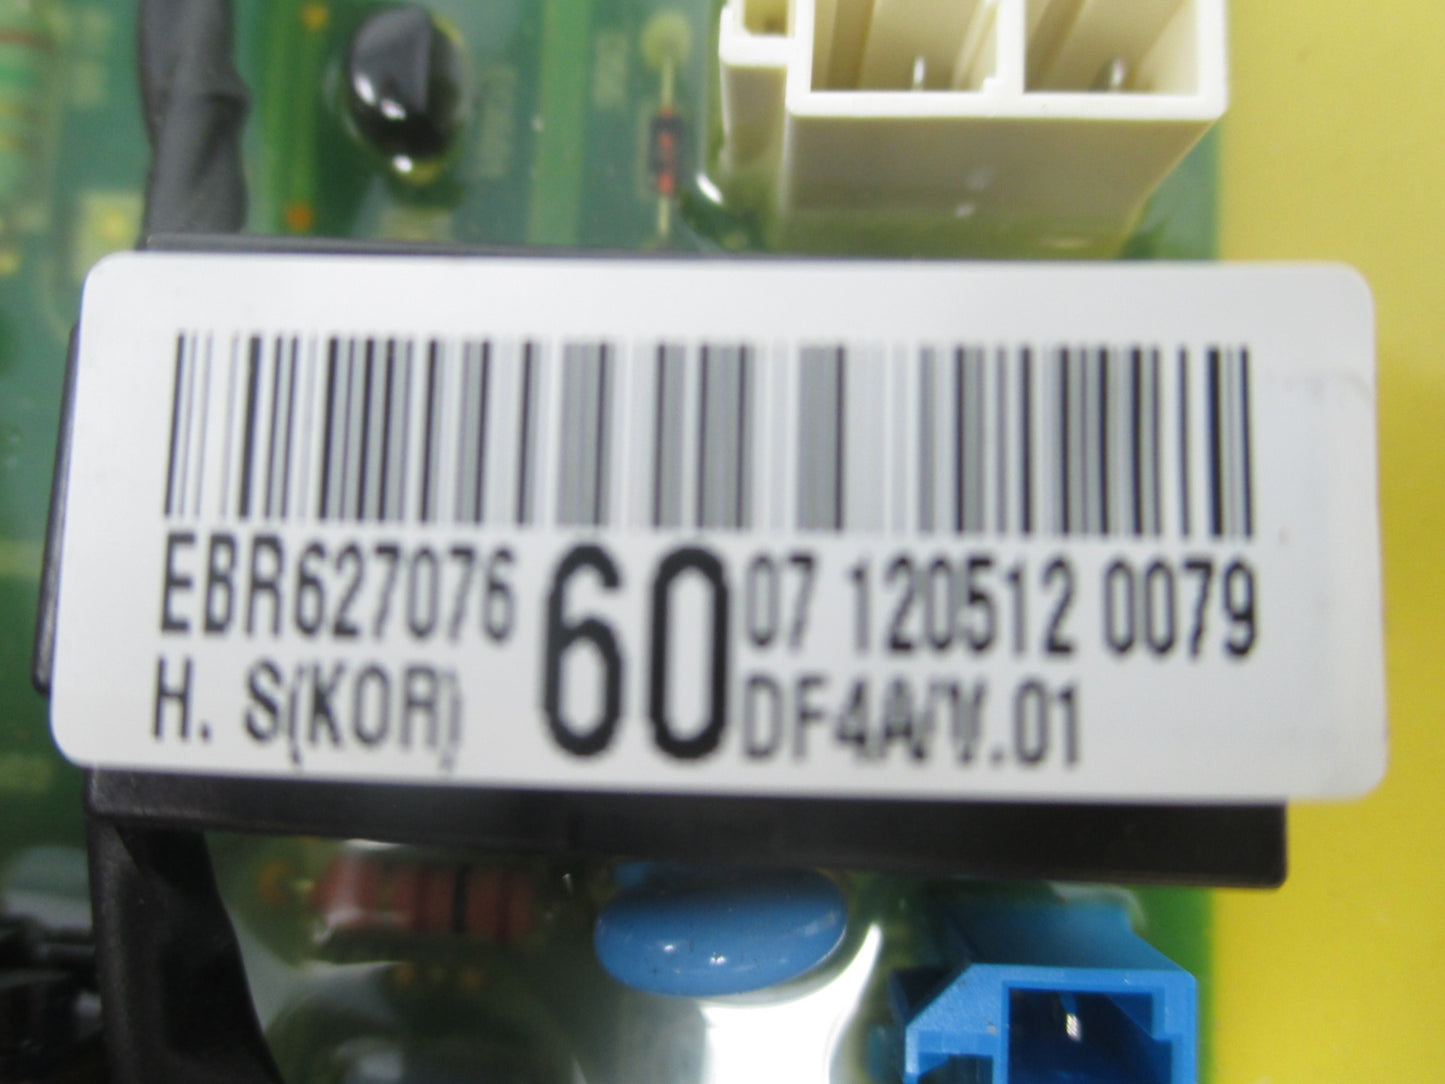 EBR627076 60 07 120512 0079
H. S(KOR) DF4A/V.01